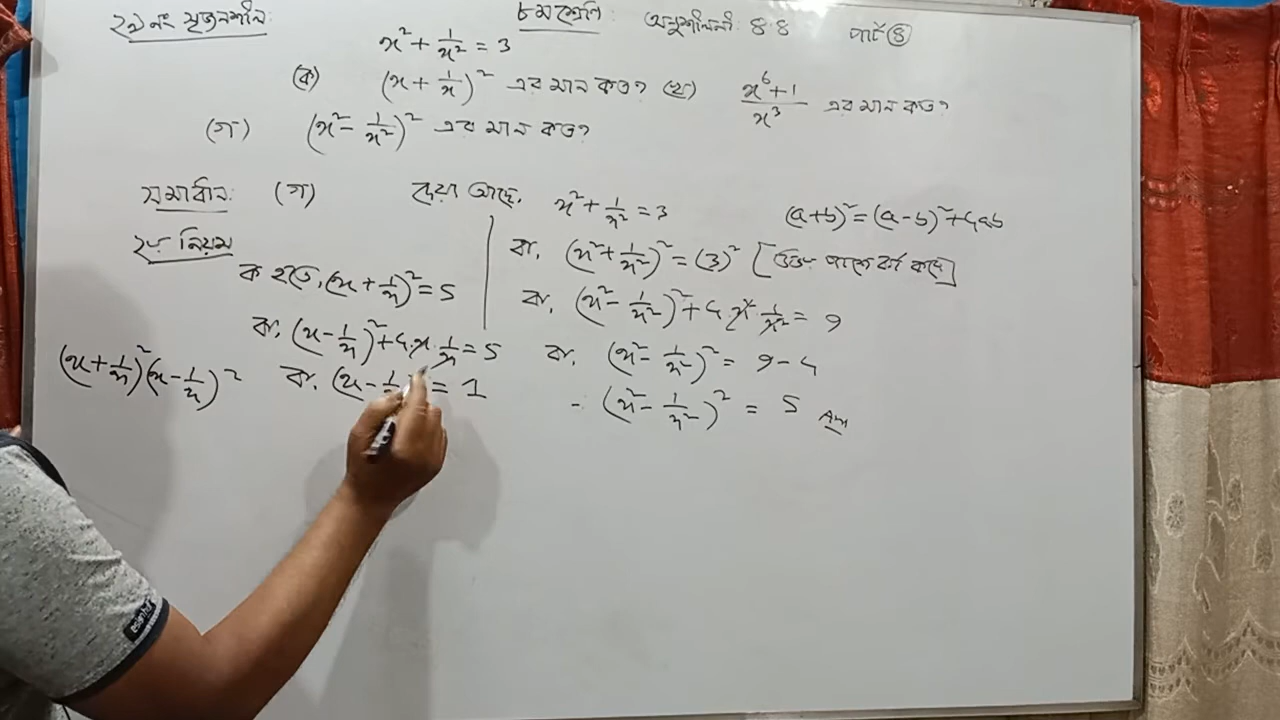 ২৯ নং সৃজনশীল: ৮ম শ্রেণি অনুশীলনী: ৪.৪ পার্ট ৪
x² + 1/x² = 3
(ক) (x + 1/x)² এর মান কত? (খ) (x⁶+1)/x³ এর মান কত?
(গ) (x² − 1/x²)² এর মান কত?
সমাধান: (গ) দেয়া আছে, x² + 1/x² = 3 (a+b)² = (a-b)² + 4ab
২য় নিয়ম
বা, (x² + 1/x²)² = (3)² [উভয় পাশে বর্গ করে]
ক হতে, (x + 1/x)² = 5
বা, (x² − 1/x²)² + 4.x².1/x² = 9
বা, (x − 1/x)² + 4.x.1/x = 5
বা, (x² − 1/x²)² = 9 − 4
(x + 1/x)² (x − 1/x)² বা, (x − 1/ = 1
- (x² − 1/x²)² = 5 Ans